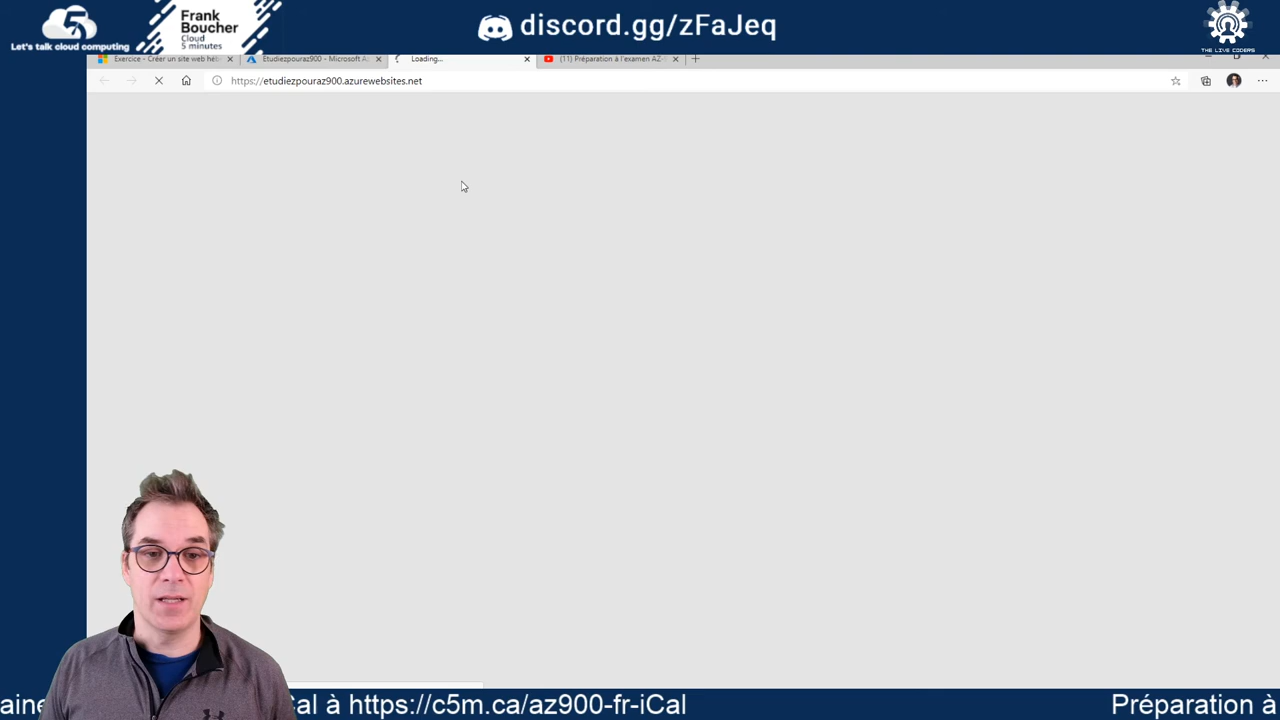 5
Let's talk cloud computing
Frank
Boucher
Cloud
5 minutes
discord.gg/zFaJeq
THE LIVE CODERS
Exercice - Créer un site web héb
Etudiezpouraz900 - Microsoft A
Loading...
(11) Préparation à l'examen AZ-
https://etudiezpouraz900.azurewebsites.net
aine
Cal à https://c5m.ca/az900-fr-iCal
Préparation à